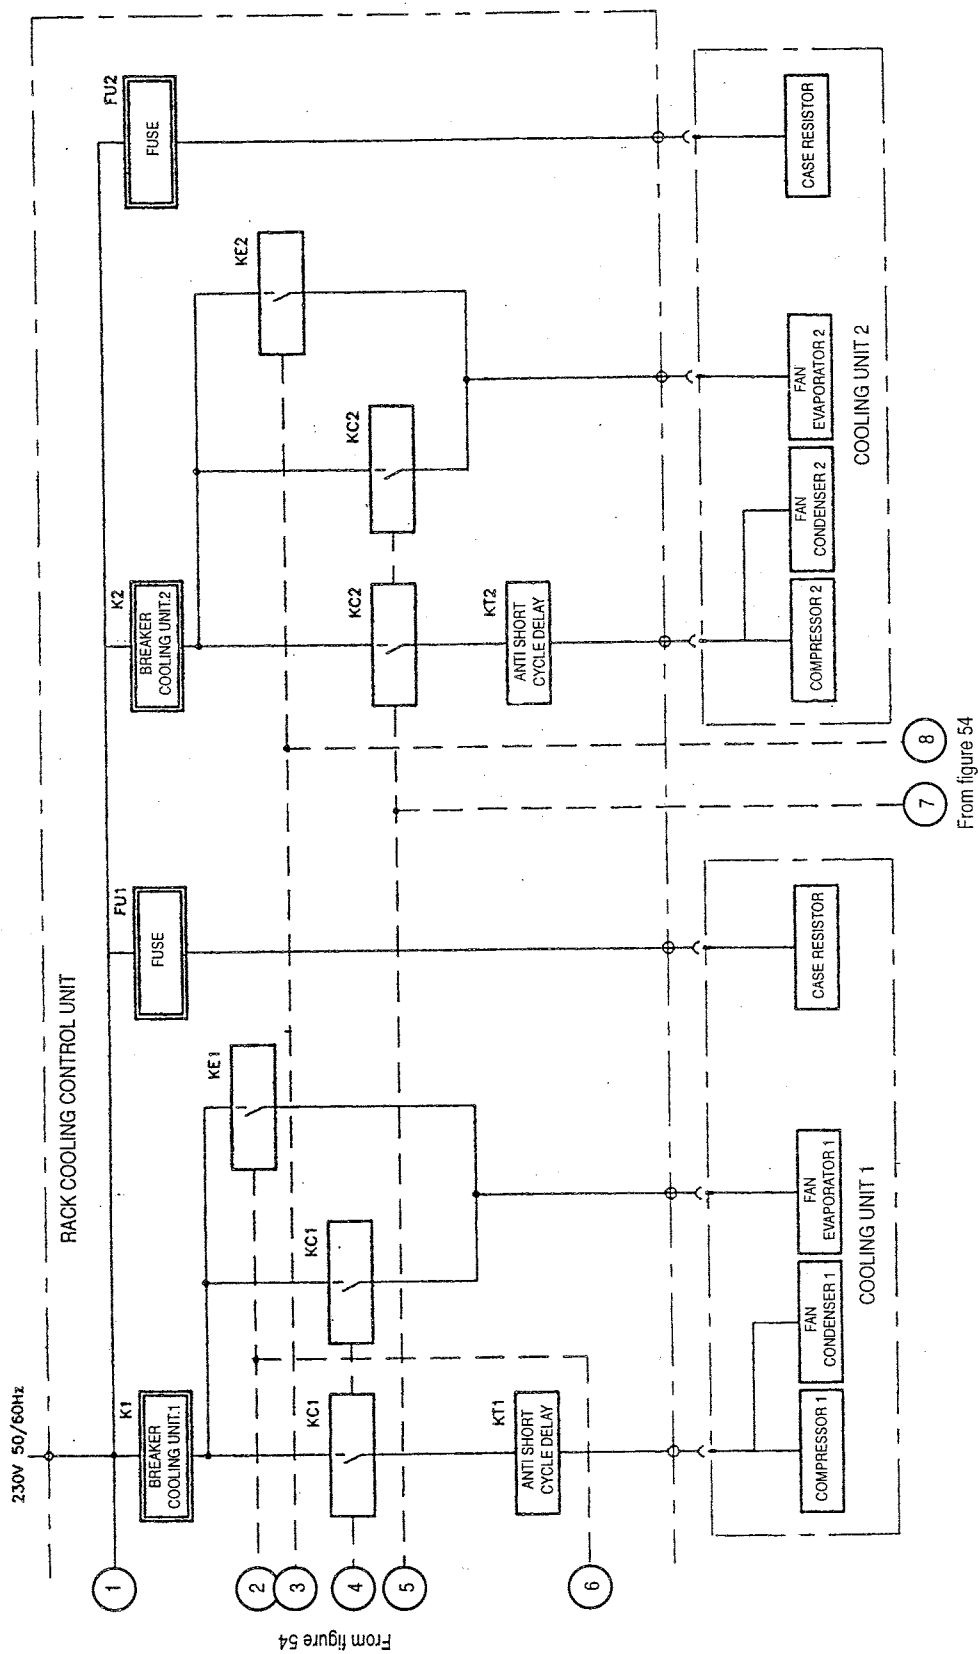 230V 50/60Hz
RACK COOLING CONTROL UNIT
K1
BREAKER
COOLING UNIT.1
FU1
FUSE
K2
BREAKER
COOLING UNIT.2
FU2
FUSE
KE1
KE2
KC1
KC1
KC2
KC2
KT1
ANTI SHORT
CYCLE DELAY
KT2
ANTI SHORT
CYCLE DELAY
1
2
3
4
5
6
From figure 54
COMPRESSOR 1
FAN
CONDENSER 1
FAN
EVAPORATOR 1
CASE RESISTOR
COOLING UNIT 1
7
8
From figure 54
COMPRESSOR 2
FAN
CONDENSER 2
FAN
EVAPORATOR 2
CASE RESISTOR
COOLING UNIT 2